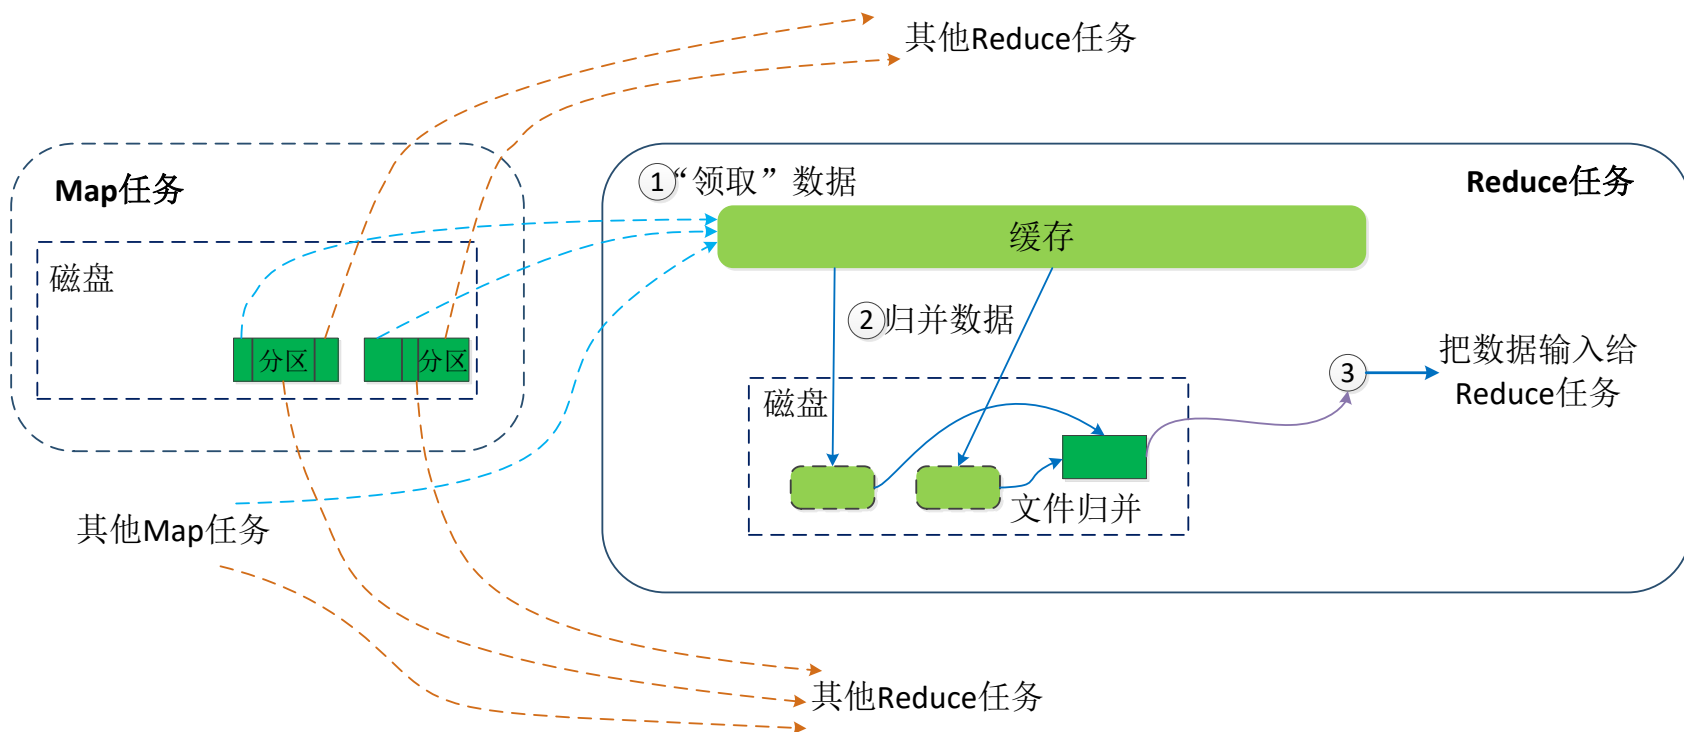 其他Reduce任务
Map任务
磁盘
分区
分区
其他Map任务
1“领取”数据
Reduce任务
缓存
2归并数据
磁盘
文件归并
3
把数据输入给
Reduce任务
其他Reduce任务